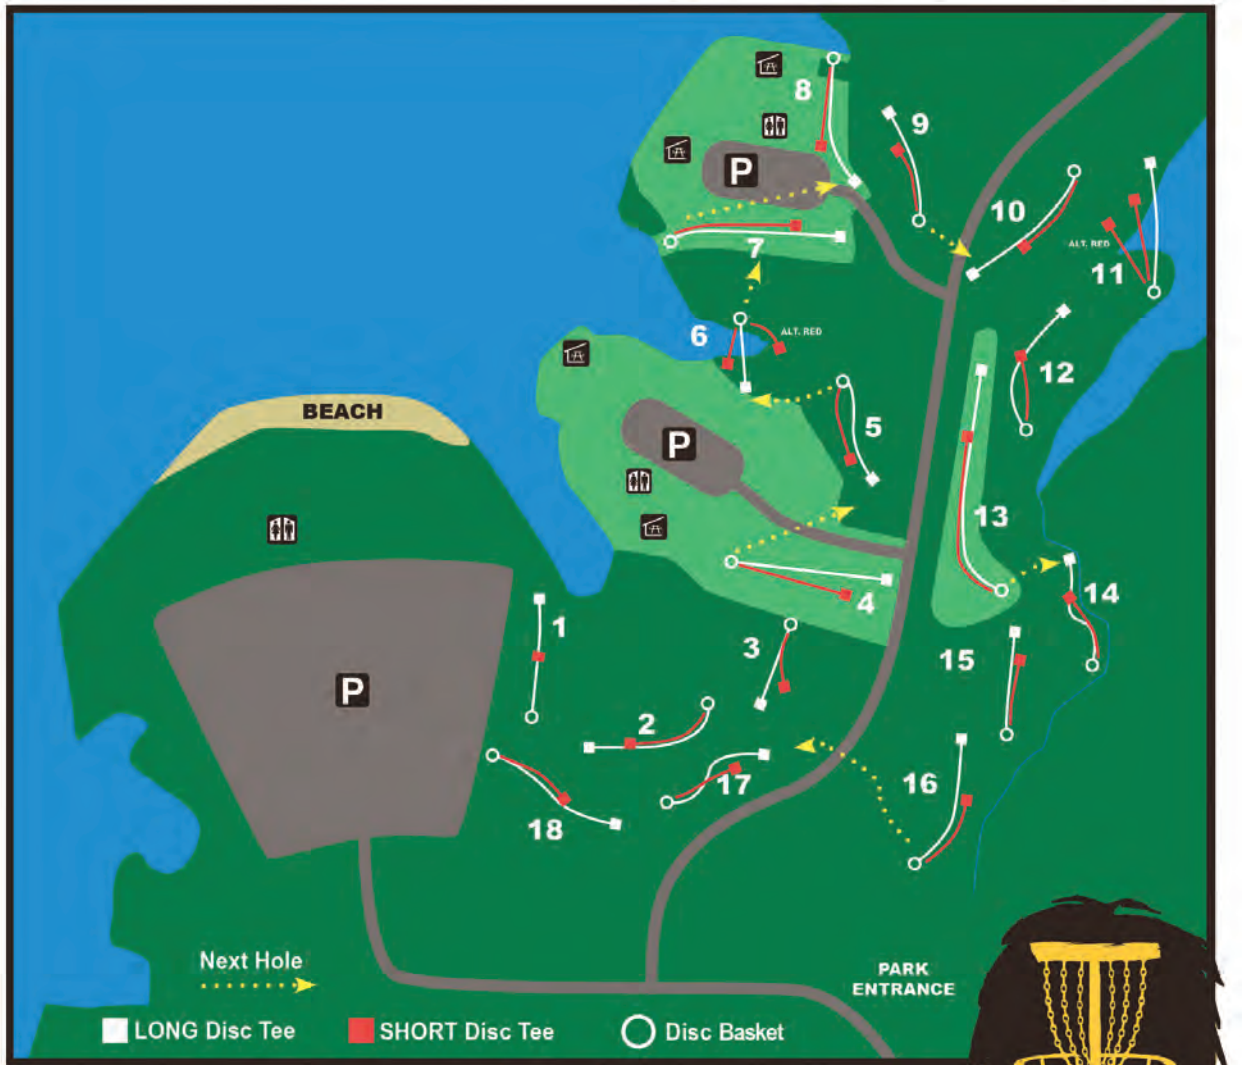 8
9
P
10
7
ALT. RED
11
6
ALT. RED
12
BEACH
5
P
13
4
14
1
3
15
P
2
16
17
18
Next Hole
PARK
ENTRANCE
LONG Disc Tee
SHORT Disc Tee
Disc Basket